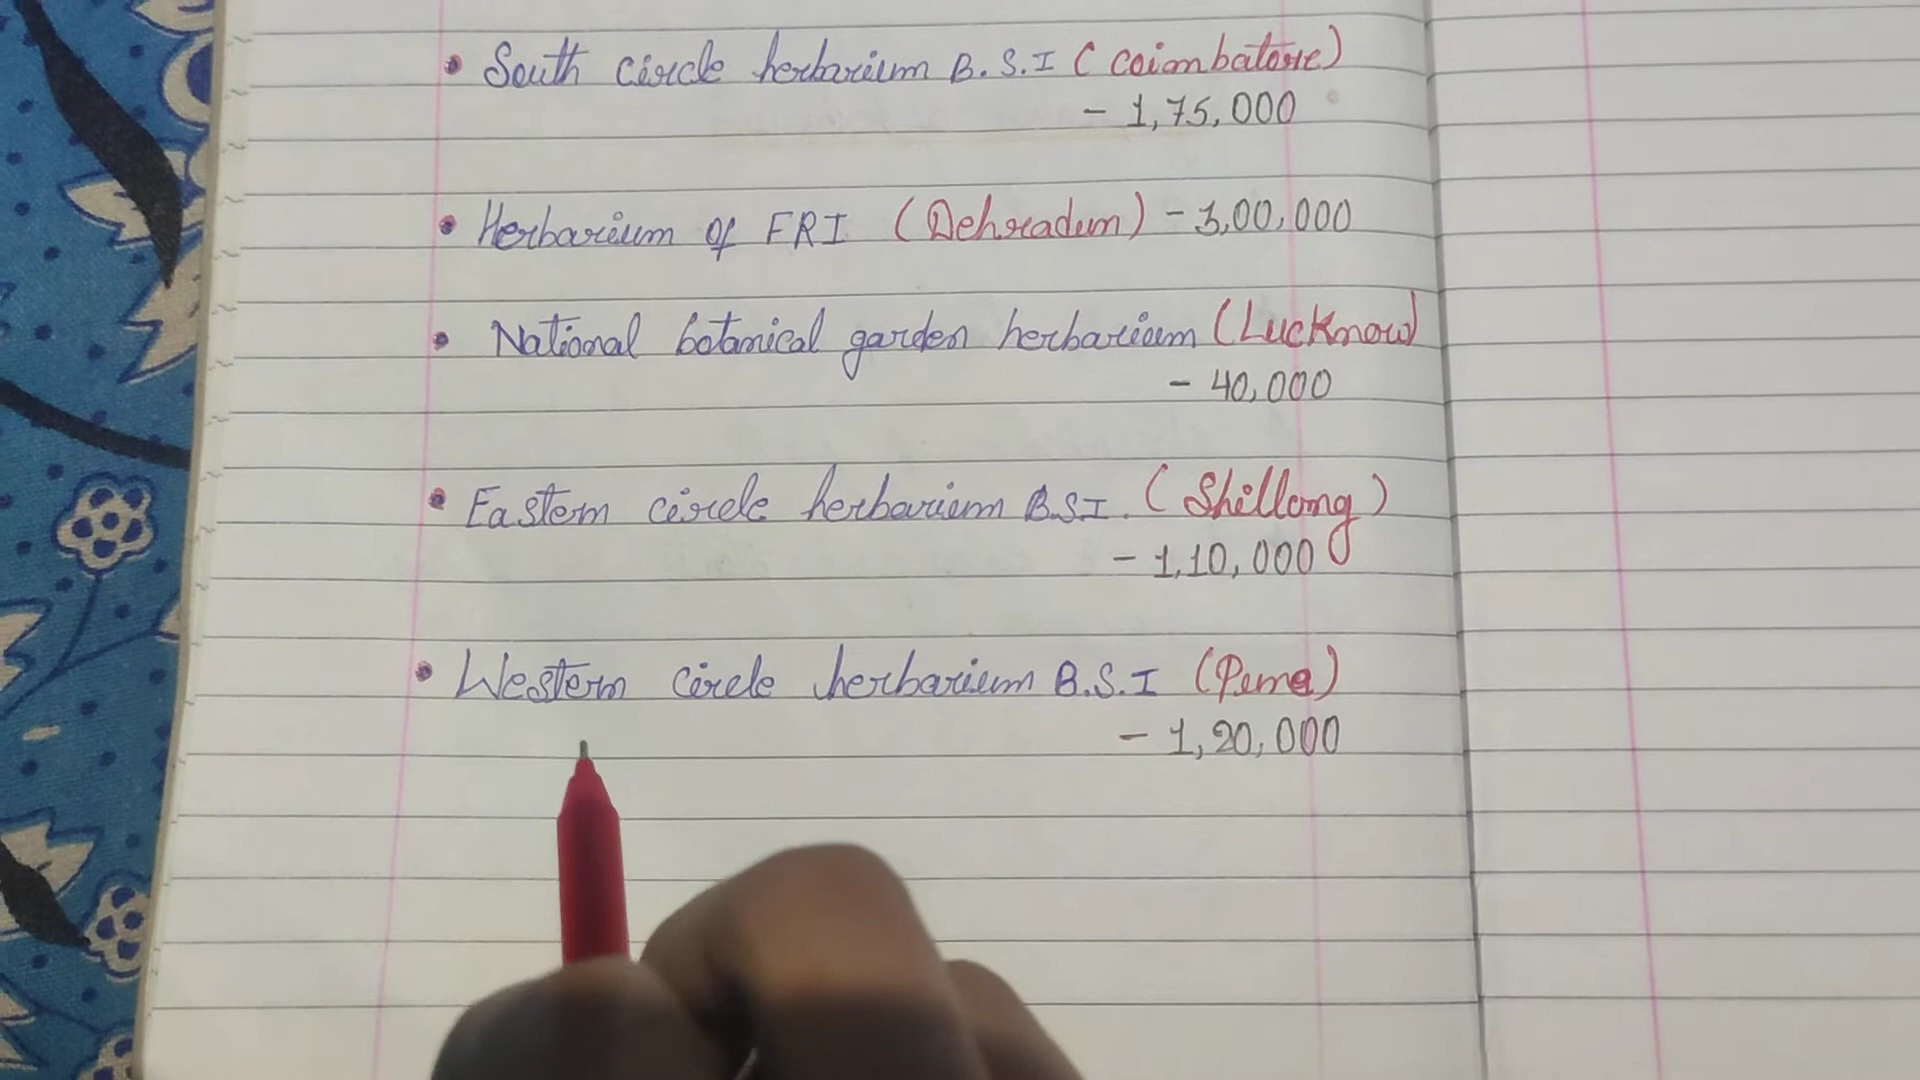 • South circle herbarium B.S.I (Coimbatore)
- 1,75,000
• Herbarium of FRI (Dehradun) - 3,00,000
• National botanical garden herbarium (Lucknow)
- 40,000
• Eastern circle herbarium B.S.I. (Shillong)
- 1,10,000
• Western circle herbarium B.S.I (Pune)
- 1,20,000